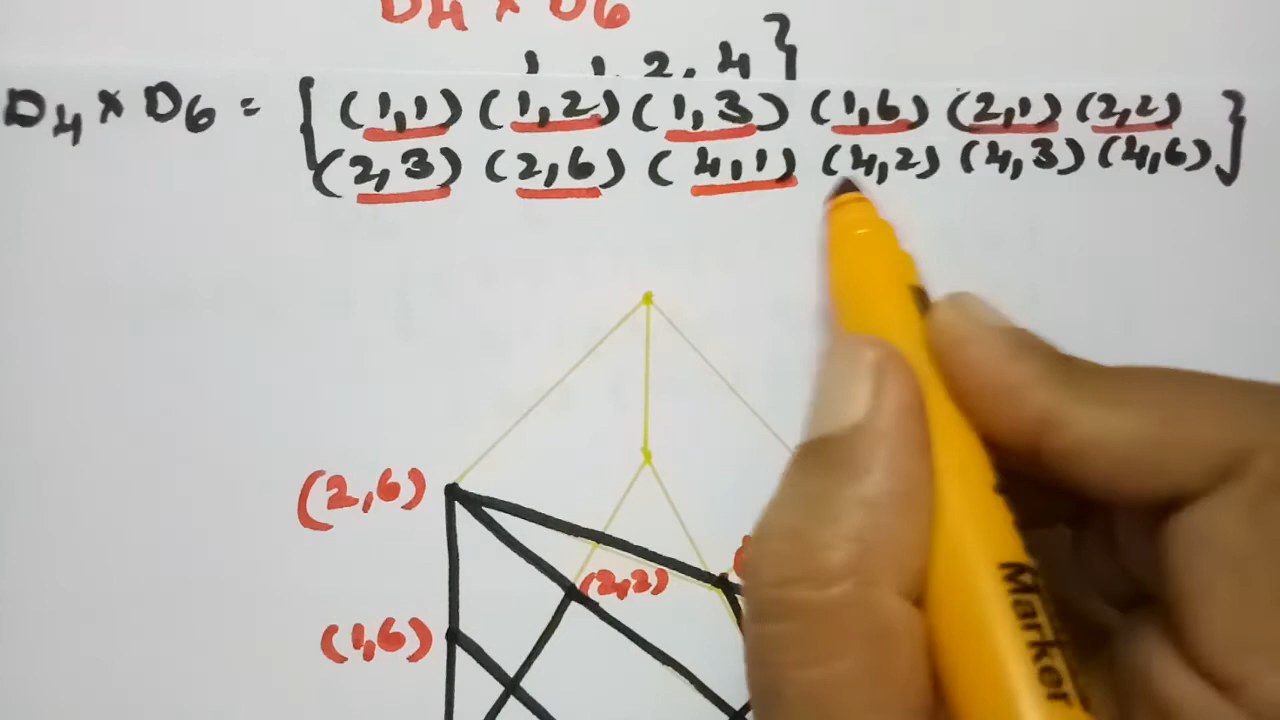 D4 × D6
1, 1, 2, 4 }
D4 × D6 = { (1,1) (1,2) (1,3) (1,6) (2,1) (2,2)
(2,3) (2,6) (4,1) (4,2) (4,3) (4,6) }
(2,6)
(2,2)
(1,6)
Marker